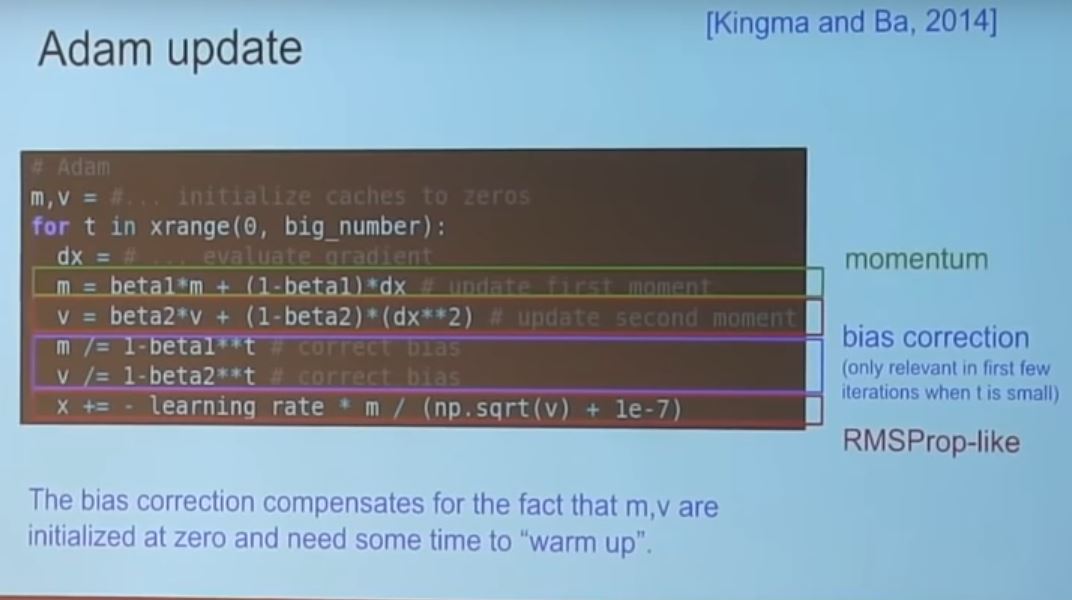 Adam update
[Kingma and Ba, 2014]
# Adam
m,v = #... initialize caches to zeros
for t in xrange(0, big_number):
dx = # ... evaluate gradient
m = beta1*m + (1-beta1)*dx # update first moment
v = beta2*v + (1-beta2)*(dx**2) # update second moment
m /= 1-beta1**t # correct bias
v /= 1-beta2**t # correct bias
x += - learning_rate * m / (np.sqrt(v) + 1e-7)
momentum
bias correction
(only relevant in first few
iterations when t is small)
RMSProp-like
The bias correction compensates for the fact that m,v are
initialized at zero and need some time to “warm up”.